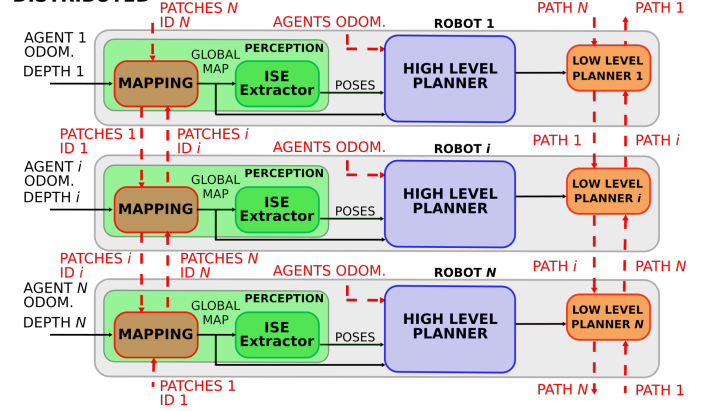 DISTRIBUTED
PATCHES N
ID N
AGENTS ODOM.
ROBOT 1
PATH N
PATH 1
AGENT 1
ODOM.
DEPTH 1
MAPPING
GLOBAL
MAP
PERCEPTION
ISE
Extractor
POSES
HIGH LEVEL
PLANNER
LOW LEVEL
PLANNER 1
PATCHES 1
ID 1
PATCHES i
ID i
AGENTS ODOM.
ROBOT i
PATH 1
PATH i
AGENT i
ODOM.
DEPTH i
MAPPING
GLOBAL
MAP
PERCEPTION
ISE
Extractor
POSES
HIGH LEVEL
PLANNER
LOW LEVEL
PLANNER i
PATCHES i
ID i
PATCHES N
ID N
AGENTS ODOM.
ROBOT N
PATH i
PATH N
AGENT N
ODOM.
DEPTH N
MAPPING
GLOBAL
MAP
PERCEPTION
ISE
Extractor
POSES
HIGH LEVEL
PLANNER
LOW LEVEL
PLANNER N
PATCHES 1
ID 1
PATH N
PATH 1